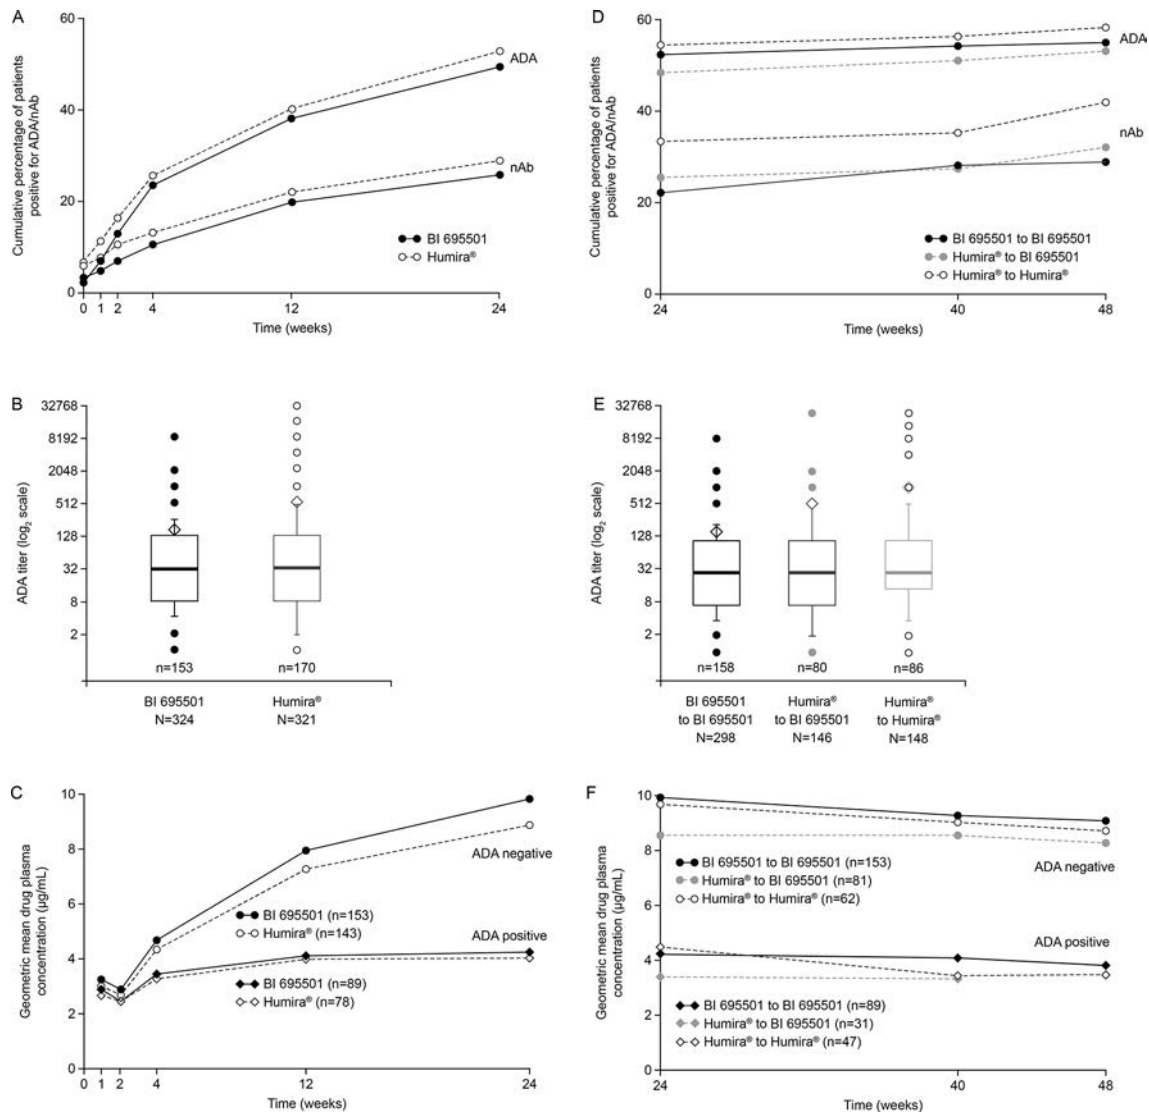 A
Cumulative percentage of patients
positive for ADA/nAb
60
40
20
0
ADA
nAb
BI 695501
Humira®
0 1 2 4 12 24
Time (weeks)
D
Cumulative percentage of patients
positive for ADA/nAb
60
40
20
0
ADA
nAb
BI 695501 to BI 695501
Humira® to BI 695501
Humira® to Humira®
24 40 48
Time (weeks)
B
ADA titer (log₂ scale)
32768
8192
2048
512
128
32
8
2
n=153 n=170
BI 695501 Humira®
N=324 N=321
E
ADA titer (log₂ scale)
32768
8192
2048
512
128
32
8
2
n=158 n=80 n=86
BI 695501 Humira® Humira®
to BI 695501 to BI 695501 to Humira®
N=298 N=146 N=148
C
Geometric mean drug plasma
concentration (µg/mL)
10
8
6
4
2
0
ADA negative
BI 695501 (n=153)
Humira® (n=143)
ADA positive
BI 695501 (n=89)
Humira® (n=78)
0 1 2 4 12 24
Time (weeks)
F
Geometric mean drug plasma
concentration (µg/mL)
10
8
6
4
2
0
BI 695501 to BI 695501 (n=153)
Humira® to BI 695501 (n=81)
Humira® to Humira® (n=62)
ADA negative
ADA positive
BI 695501 to BI 695501 (n=89)
Humira® to BI 695501 (n=31)
Humira® to Humira® (n=47)
24 40 48
Time (weeks)